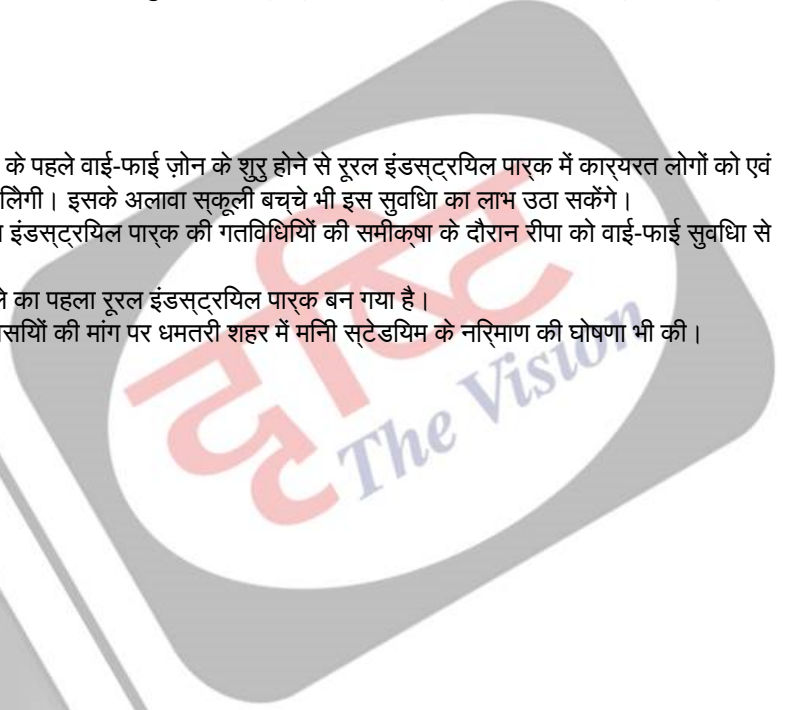 के पहले वाई-फाई ज़ोन के शुरु होने से रूरल इंडस्ट्रियल पार्क में कार्यरत लोगों को एवं
लेगी। इसके अलावा स्कूली बच्चे भी इस सुविधा का लाभ उठा सकेंगे।
इंडस्ट्रियल पार्क की गतिविधियों की समीक्षा के दौरान रीपा को वाई-फाई सुविधा से
ले का पहला रूरल इंडस्ट्रियल पार्क बन गया है।
सियों की मांग पर धमतरी शहर में मिनी स्टेडियम के निर्माण की घोषणा भी की।
दृष्टि
The Vision